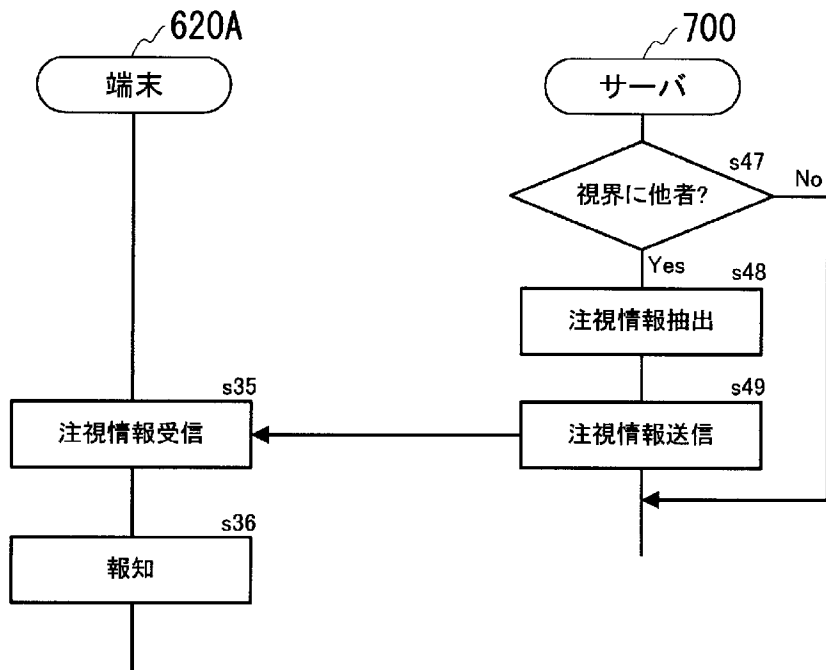 620A
端末
700
サーバ
s47
視界に他者?
No
Yes
s48
注視情報抽出
s35
注視情報受信
s49
注視情報送信
s36
報知